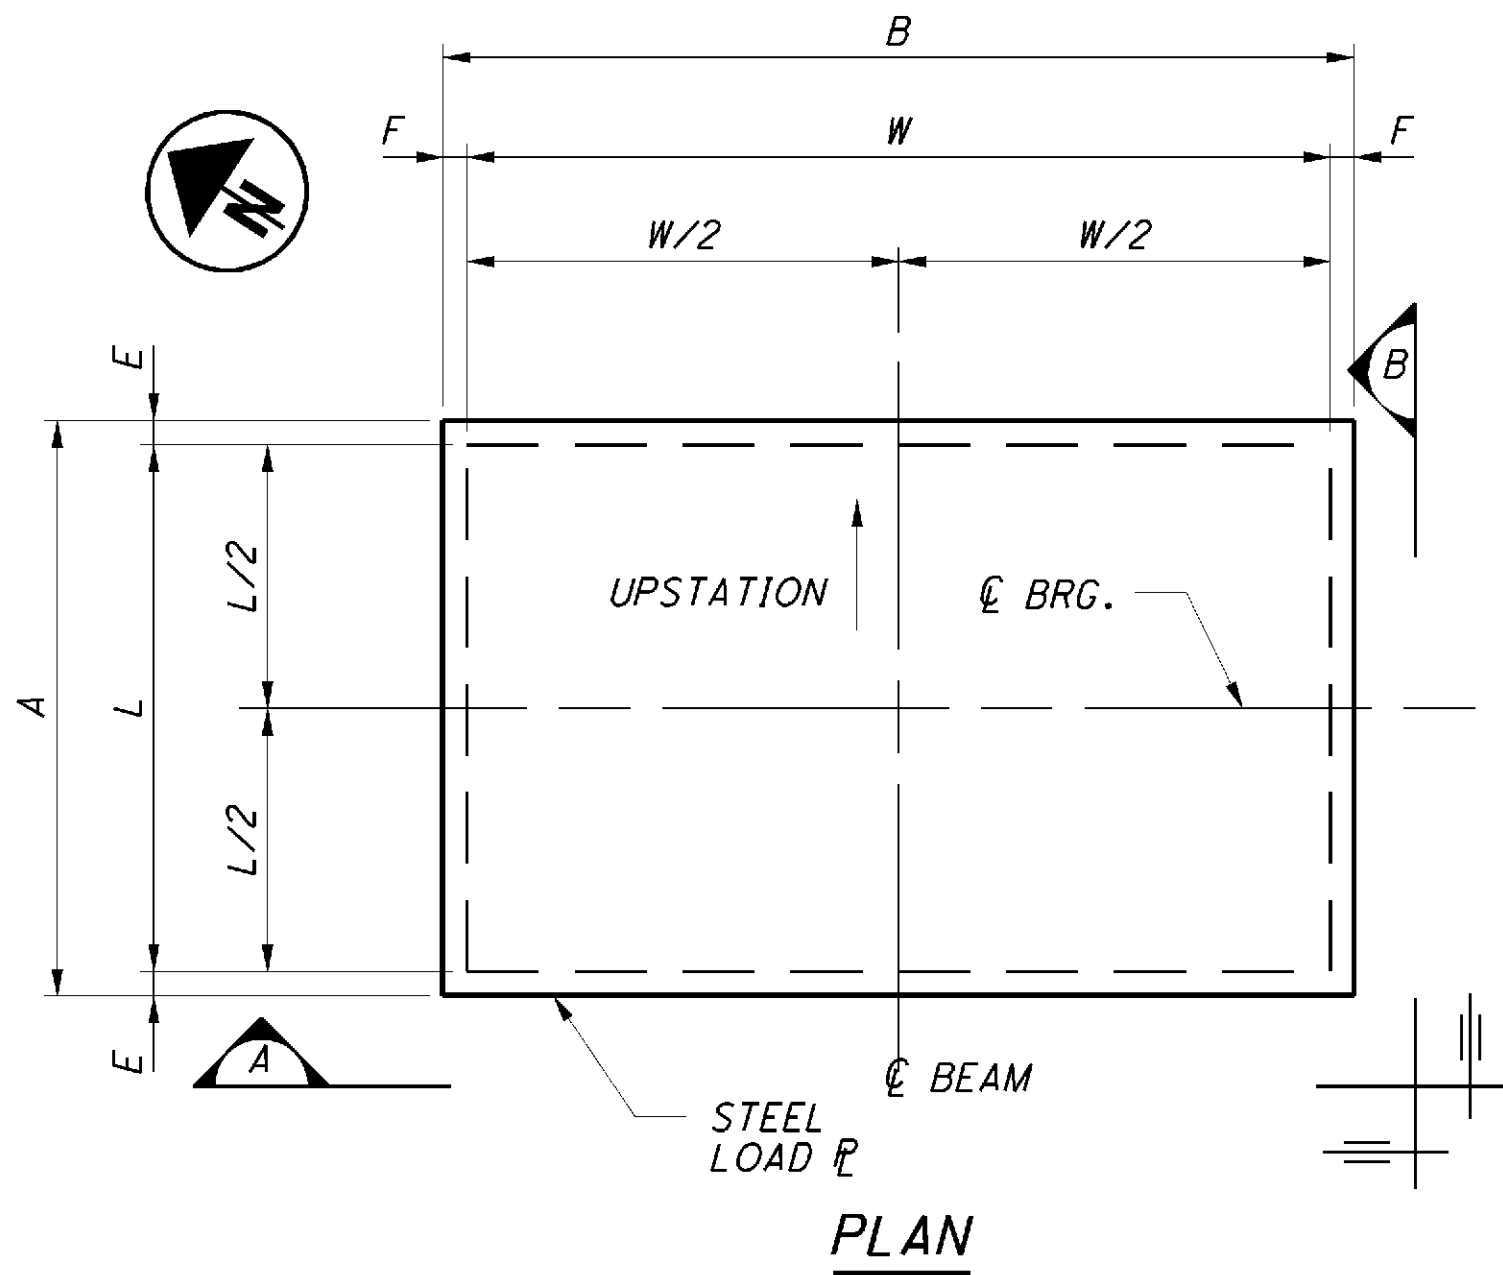 B
F W F
N
W/2 W/2
E
B
L/2
UPSTATION
℄ BRG.
A L
L/2
E
A
℄ BEAM
STEEL
LOAD ⅊
PLAN